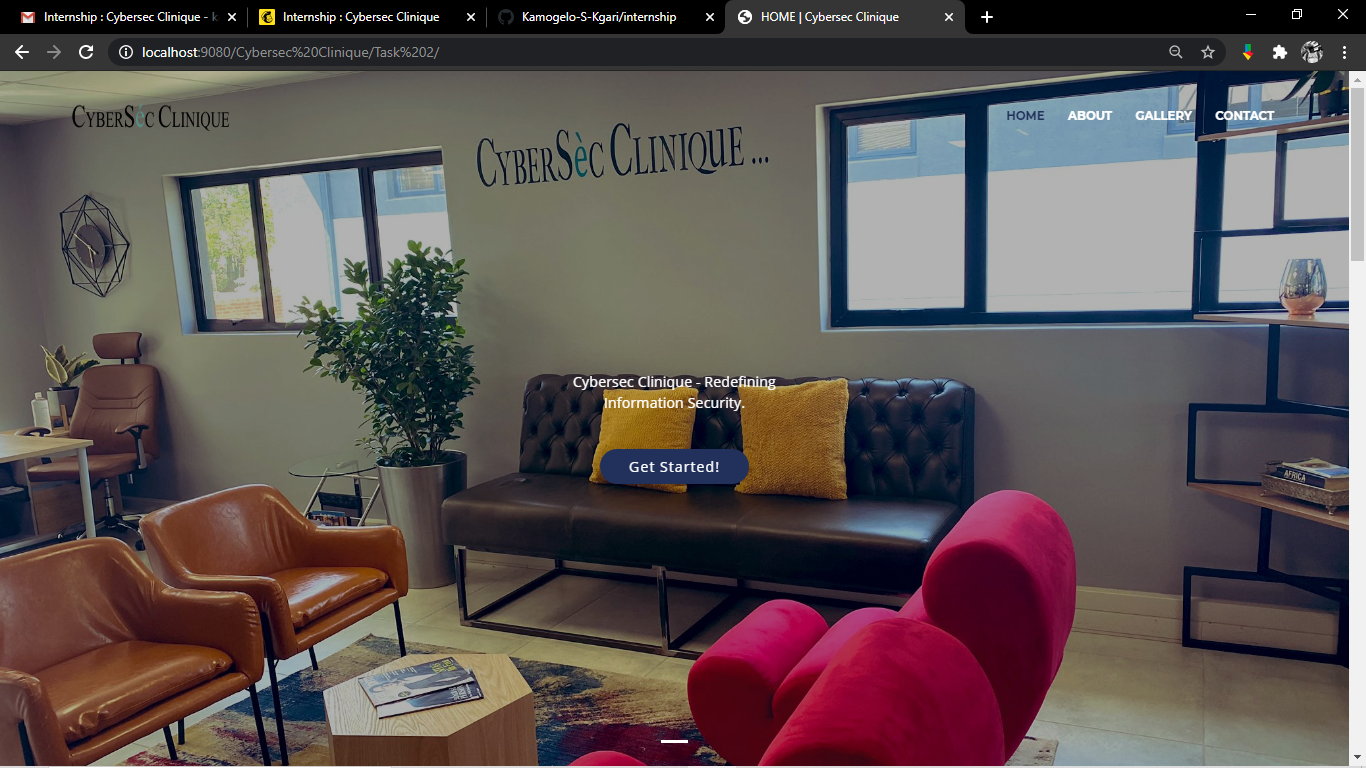 Internship : Cybersec Clinique - k
Internship : Cybersec Clinique
Kamogelo-S-Kgari/internship
HOME | Cybersec Clinique
localhost:9080/Cybersec%20Clinique/Task%202/
CYBERSèC CLINIQUE
HOME
ABOUT
GALLERY
CONTACT
CYBERSèC CLINIQUE ...
Cybersec Clinique - Redefining
Information Security.
Get Started!
AFRICA